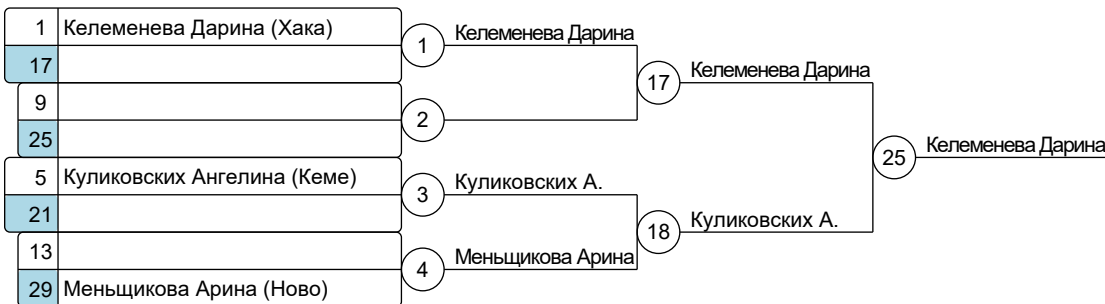 1 Келеменева Дарина (Хака)
17
9
25
5 Куликовских Ангелина (Кеме)
21
13
29 Меньщикова Арина (Ново)
1 Келеменева Дарина
2
3 Куликовских А.
4 Меньщикова Арина
17 Келеменева Дарина
18 Куликовских А.
25 Келеменева Дарина